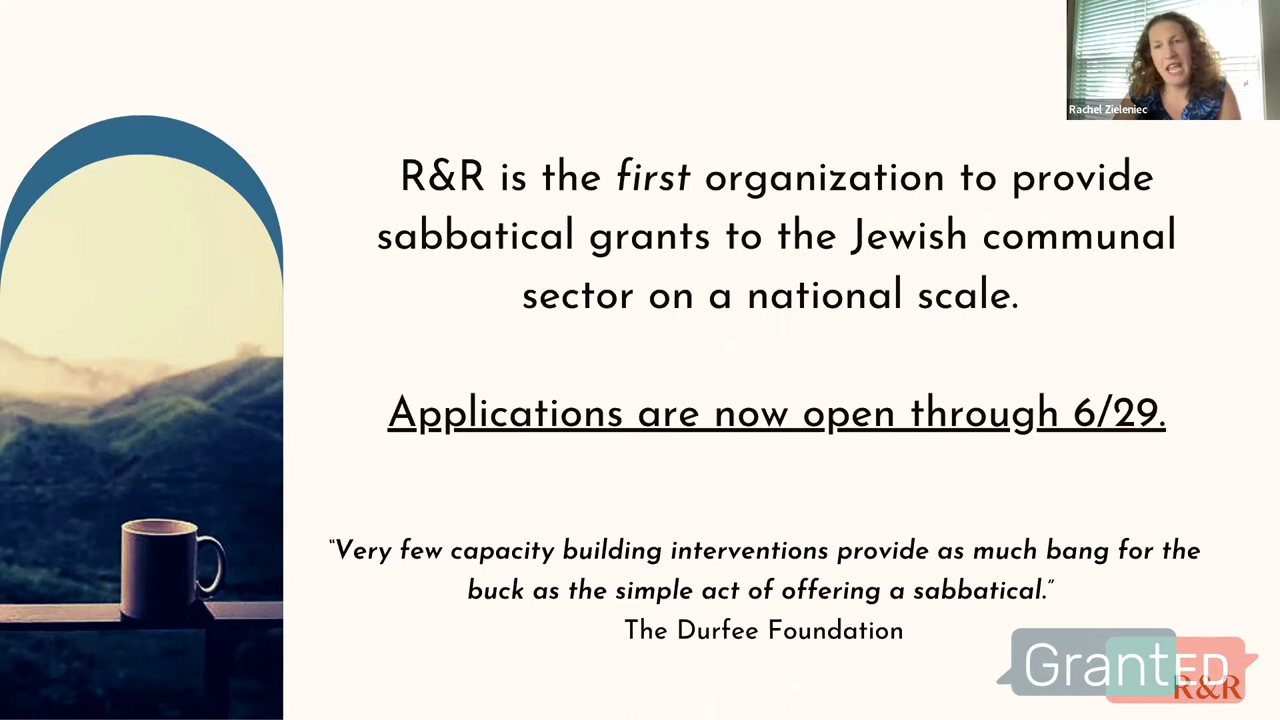 Rachel Zieleniec
R&R is the first organization to provide
sabbatical grants to the Jewish communal
sector on a national scale.
Applications are now open through 6/29.
“Very few capacity building interventions provide as much bang for the
buck as the simple act of offering a sabbatical.”
The Durfee Foundation
GrantED
R&R